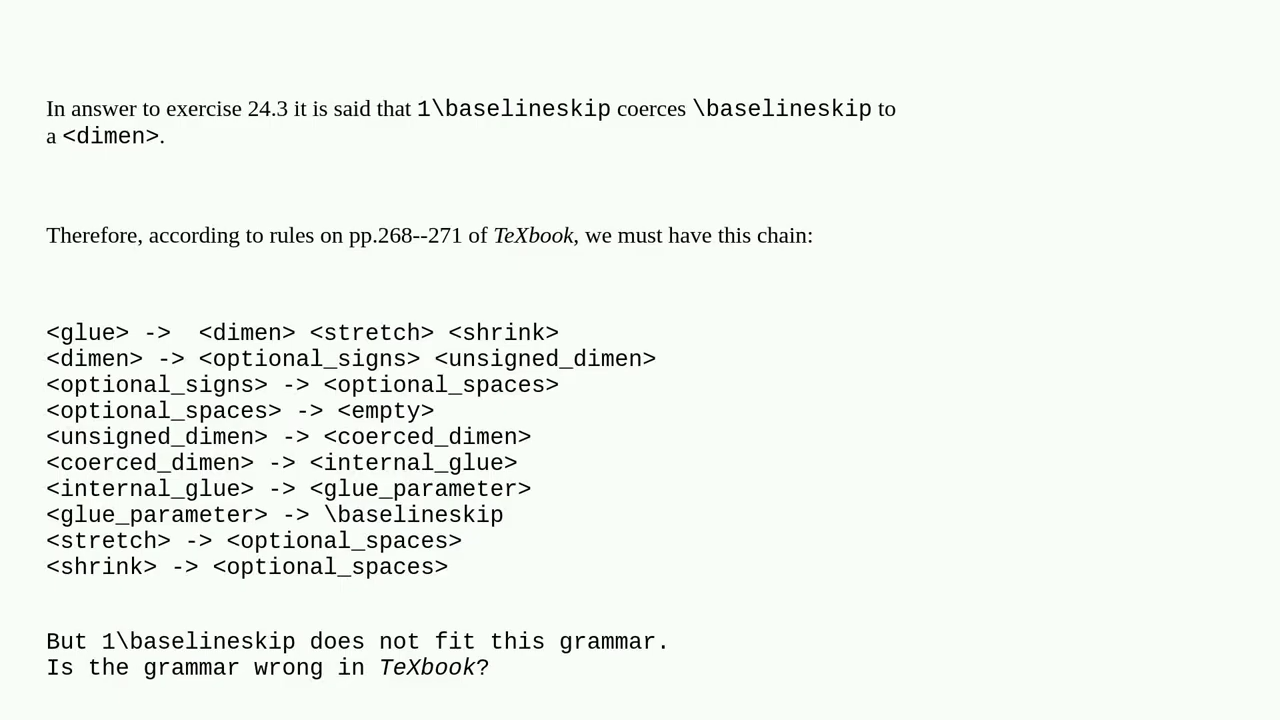 In answer to exercise 24.3 it is said that 1\baselineskip coerces \baselineskip to
a <dimen>.
Therefore, according to rules on pp.268--271 of TeXbook, we must have this chain:
<glue> ->  <dimen> <stretch> <shrink>
<dimen> -> <optional_signs> <unsigned_dimen>
<optional_signs> -> <optional_spaces>
<optional_spaces> -> <empty>
<unsigned_dimen> -> <coerced_dimen>
<coerced_dimen> -> <internal_glue>
<internal_glue> -> <glue_parameter>
<glue_parameter> -> \baselineskip
<stretch> -> <optional_spaces>
<shrink> -> <optional_spaces>
But 1\baselineskip does not fit this grammar.
Is the grammar wrong in TeXbook?